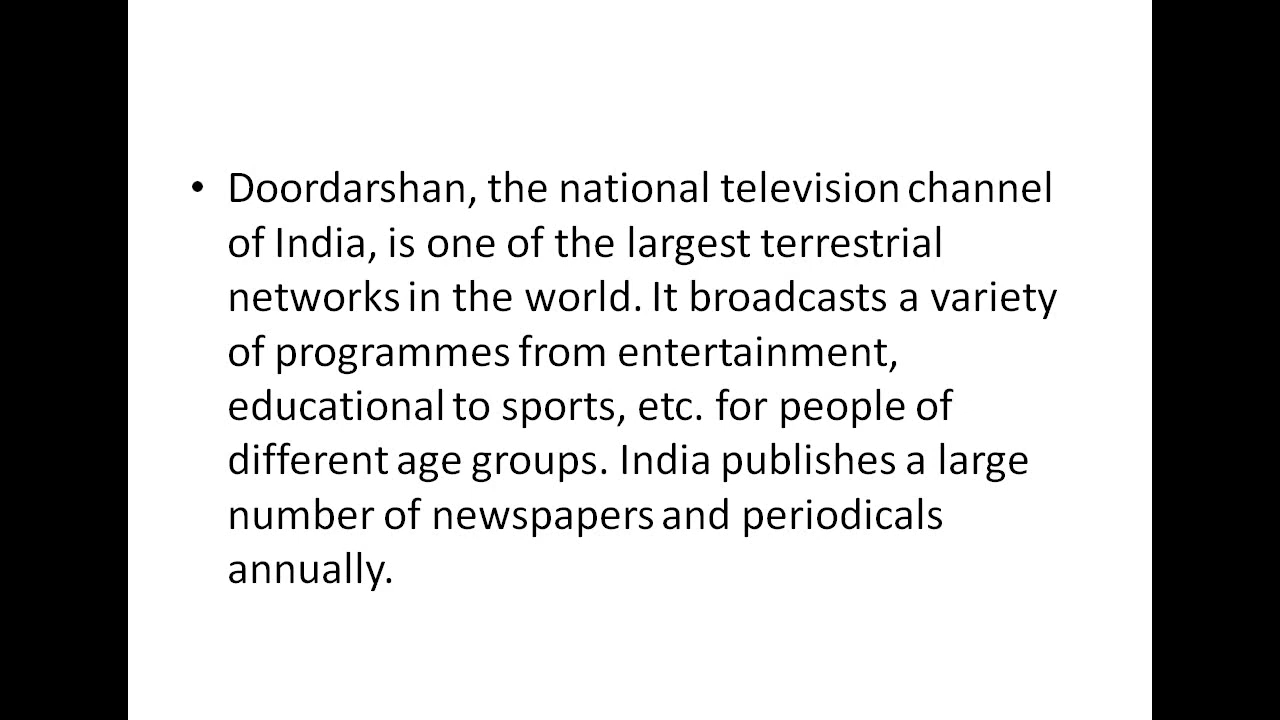 • Doordarshan, the national television channel
of India, is one of the largest terrestrial
networks in the world. It broadcasts a variety
of programmes from entertainment,
educational to sports, etc. for people of
different age groups. India publishes a large
number of newspapers and periodicals
annually.